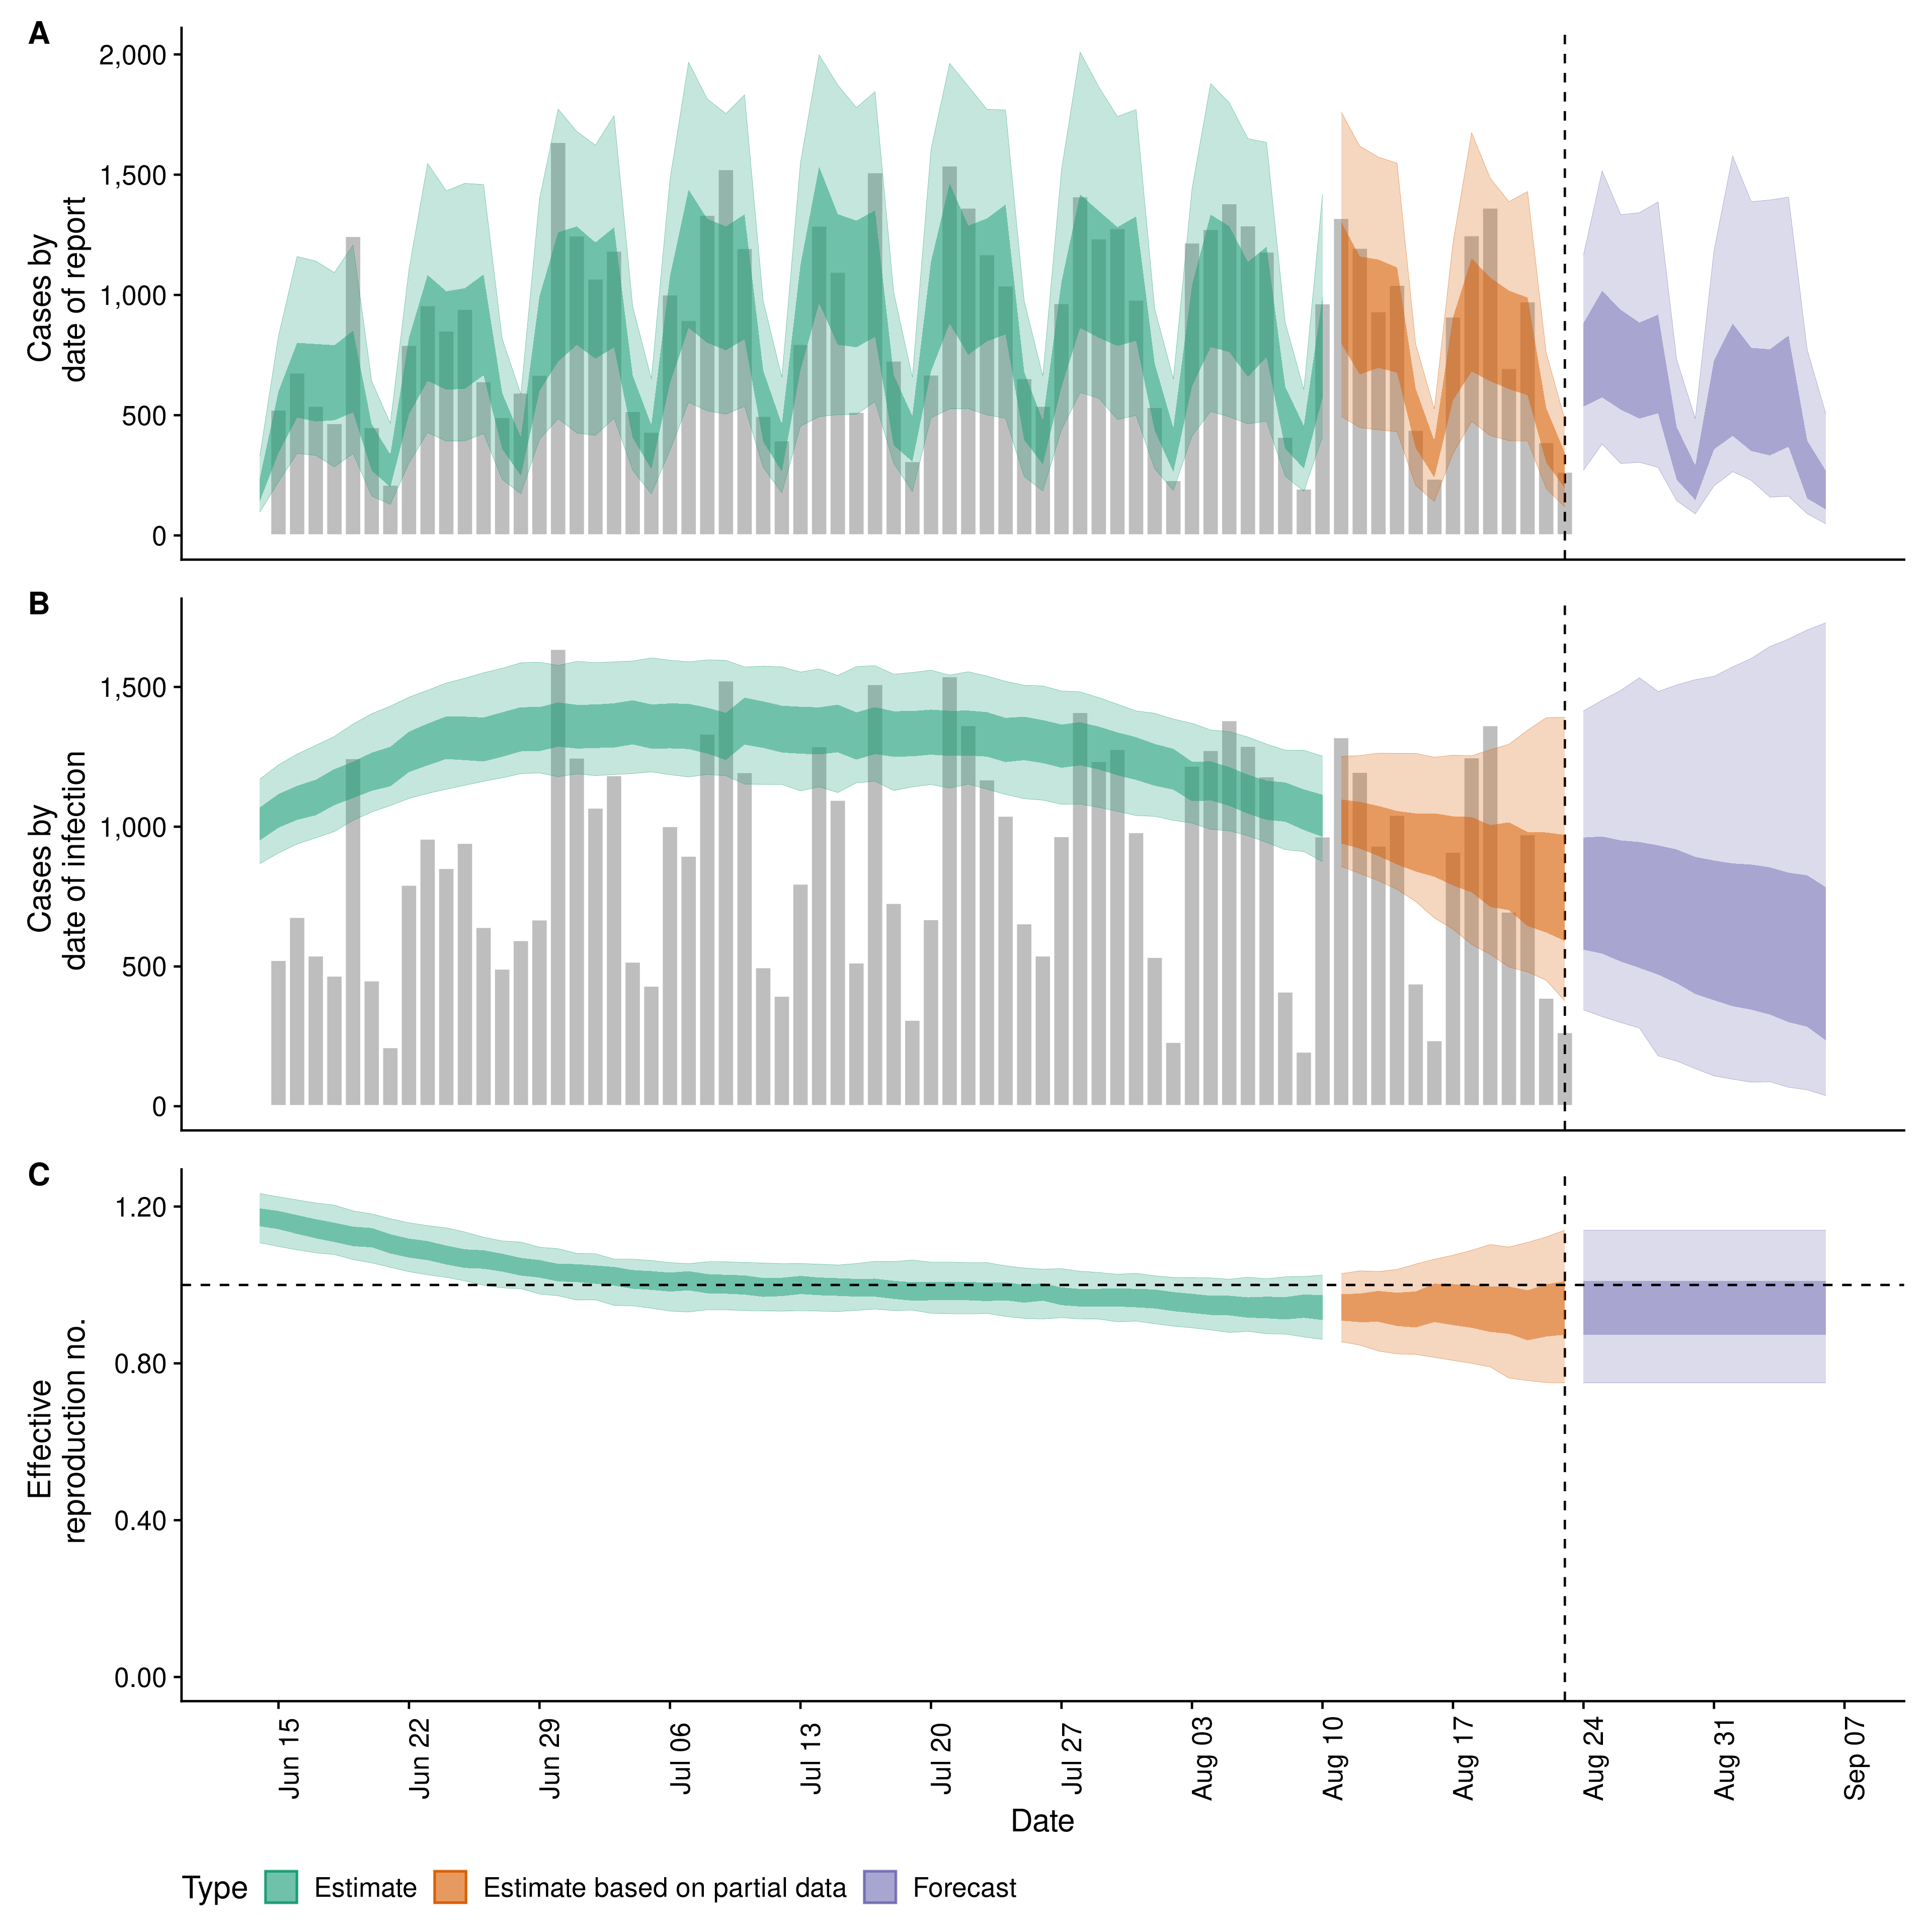 A
Cases by
date of report
2,000
1,500
1,000
500
0
B
Cases by
date of infection
1,500
1,000
500
0
C
Effective
reproduction no.
1.20
0.80
0.40
0.00
Jun 15
Jun 22
Jun 29
Jul 06
Jul 13
Jul 20
Jul 27
Aug 03
Aug 10
Aug 17
Aug 24
Aug 31
Sep 07
Date
Type Estimate Estimate based on partial data Forecast